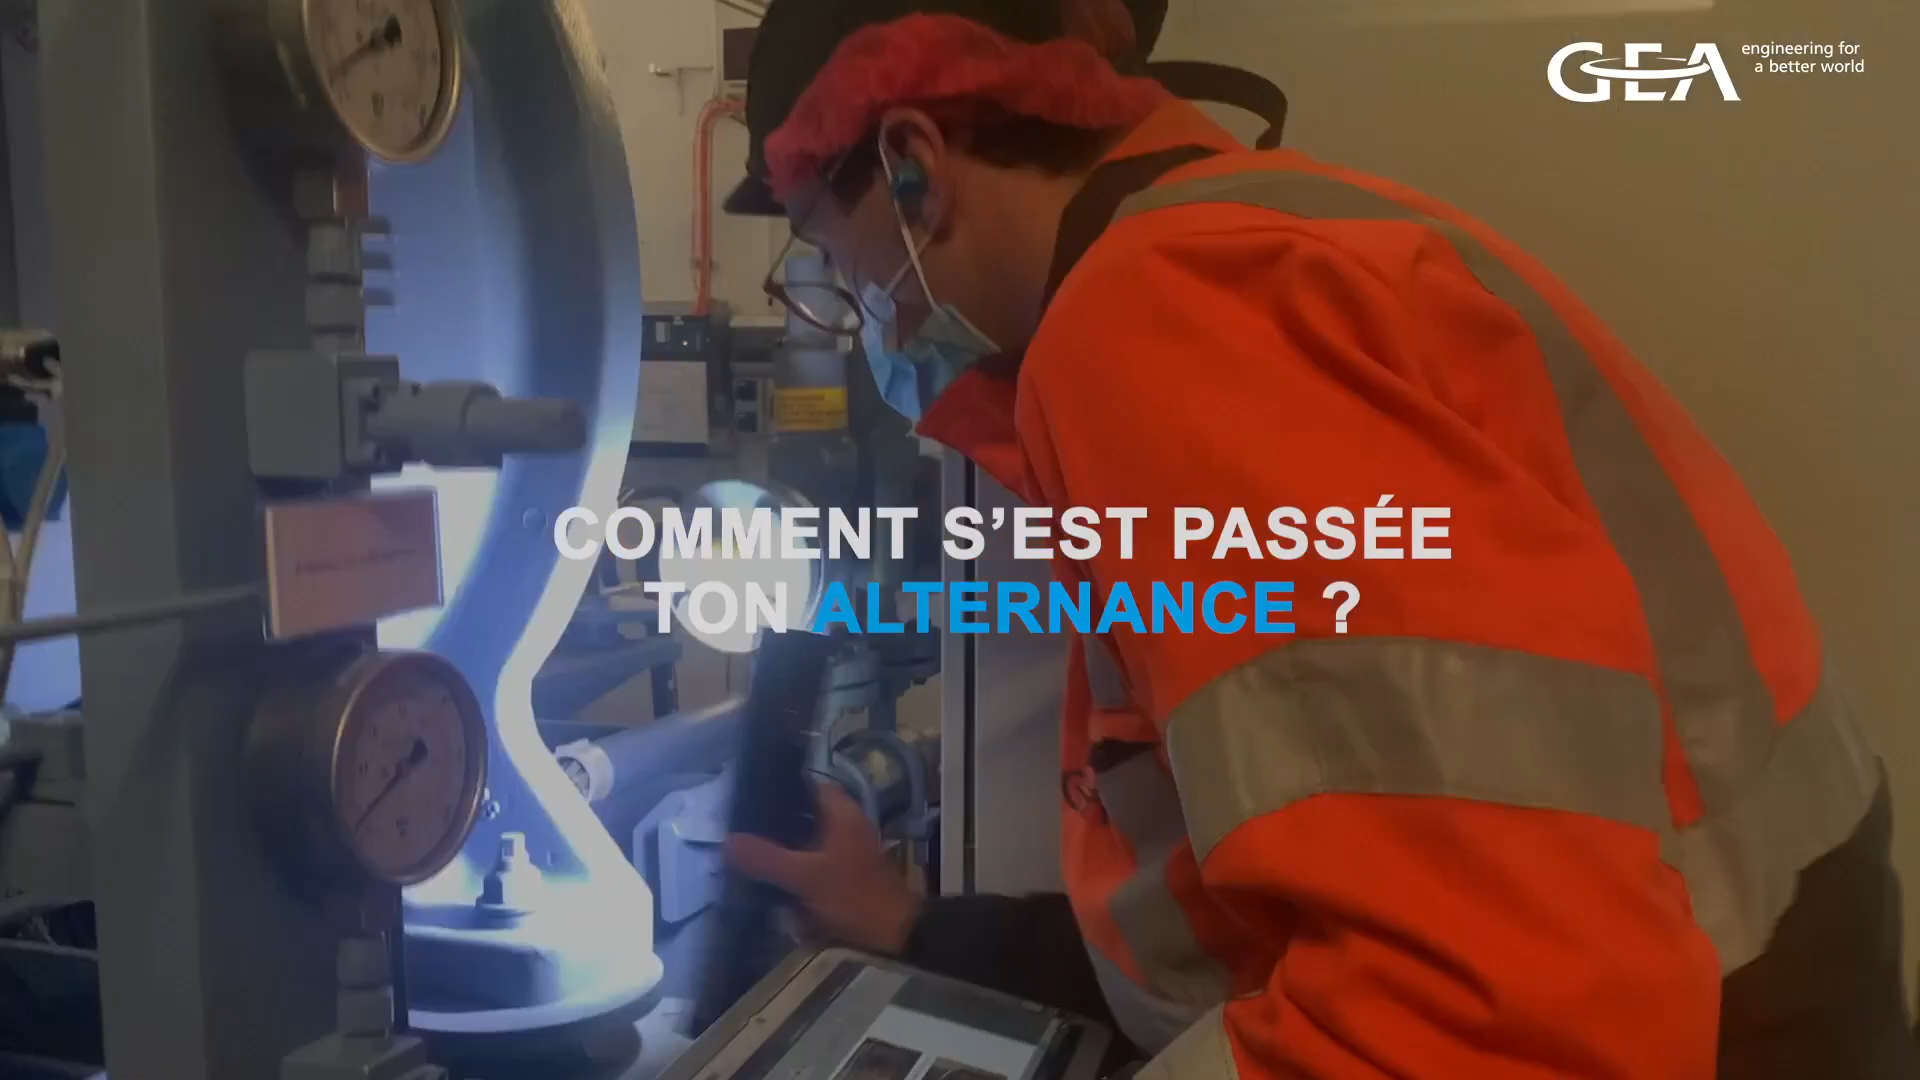 GEA engineering for
a better world
COMMENT S’EST PASSÉE
TON ALTERNANCE ?